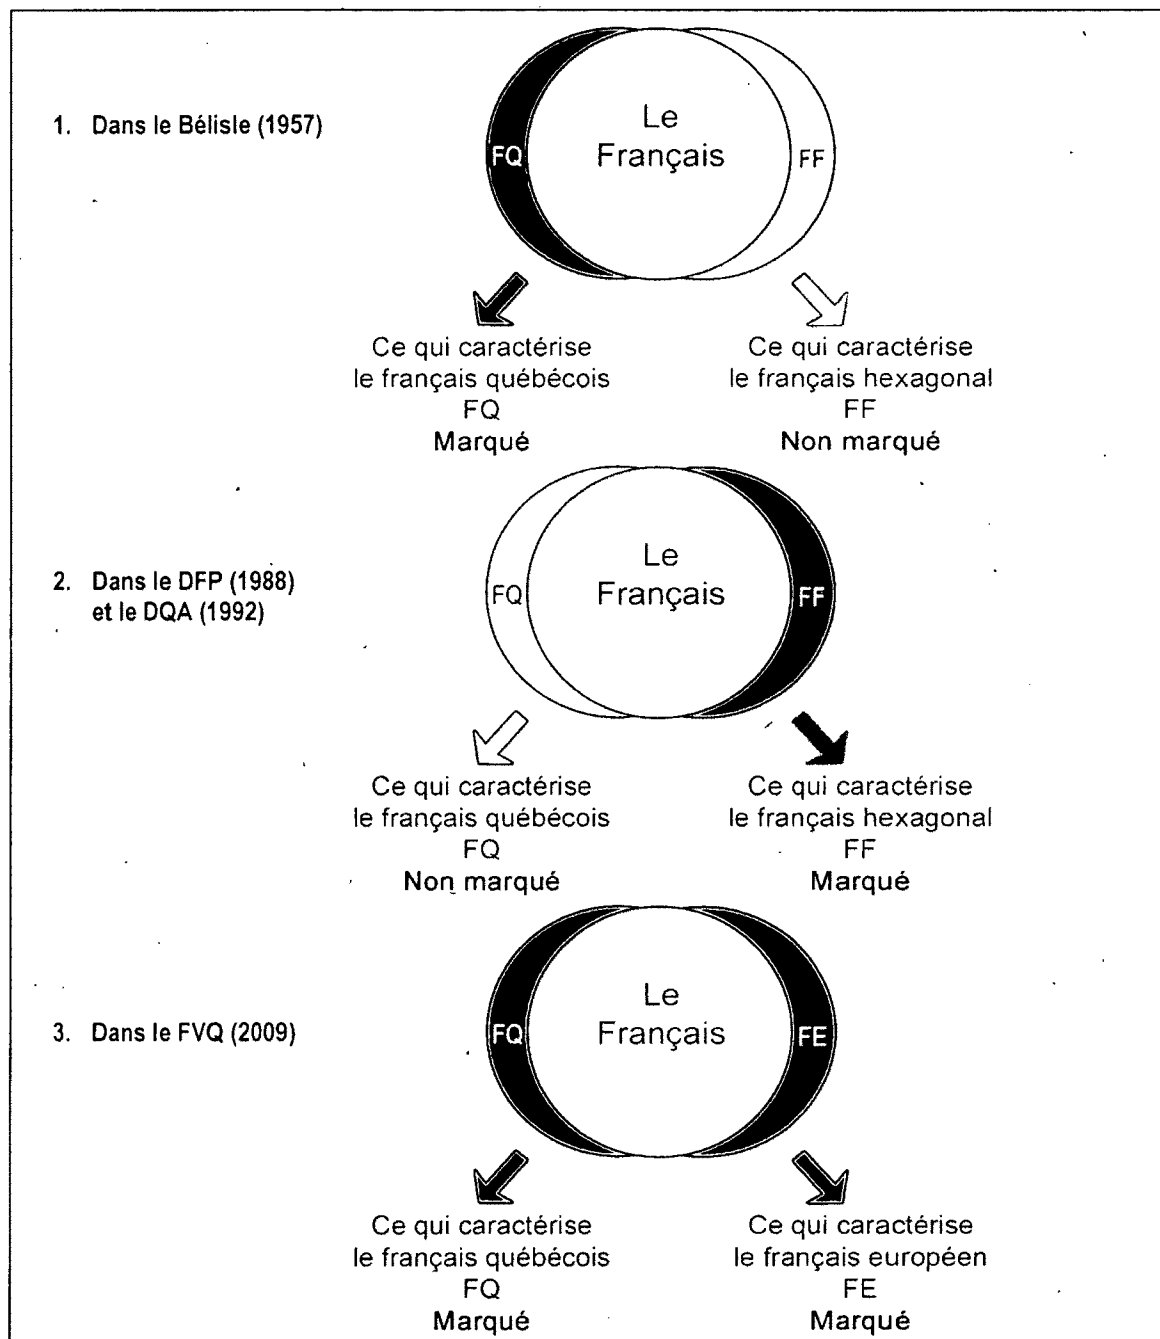 1. Dans le Bélisle (1957)
Le
Français
FQ
FF
Ce qui caractérise
le français québécois
FQ
Marqué
Ce qui caractérise
le français hexagonal
FF
Non marqué
2. Dans le DFP (1988)
et le DQA (1992)
Le
Français
FQ
FF
Ce qui caractérise
le français québécois
FQ
Non marqué
Ce qui caractérise
le français hexagonal
FF
Marqué
3. Dans le FVQ (2009)
Le
Français
FQ
FE
Ce qui caractérise
le français québécois
FQ
Marqué
Ce qui caractérise
le français européen
FE
Marqué